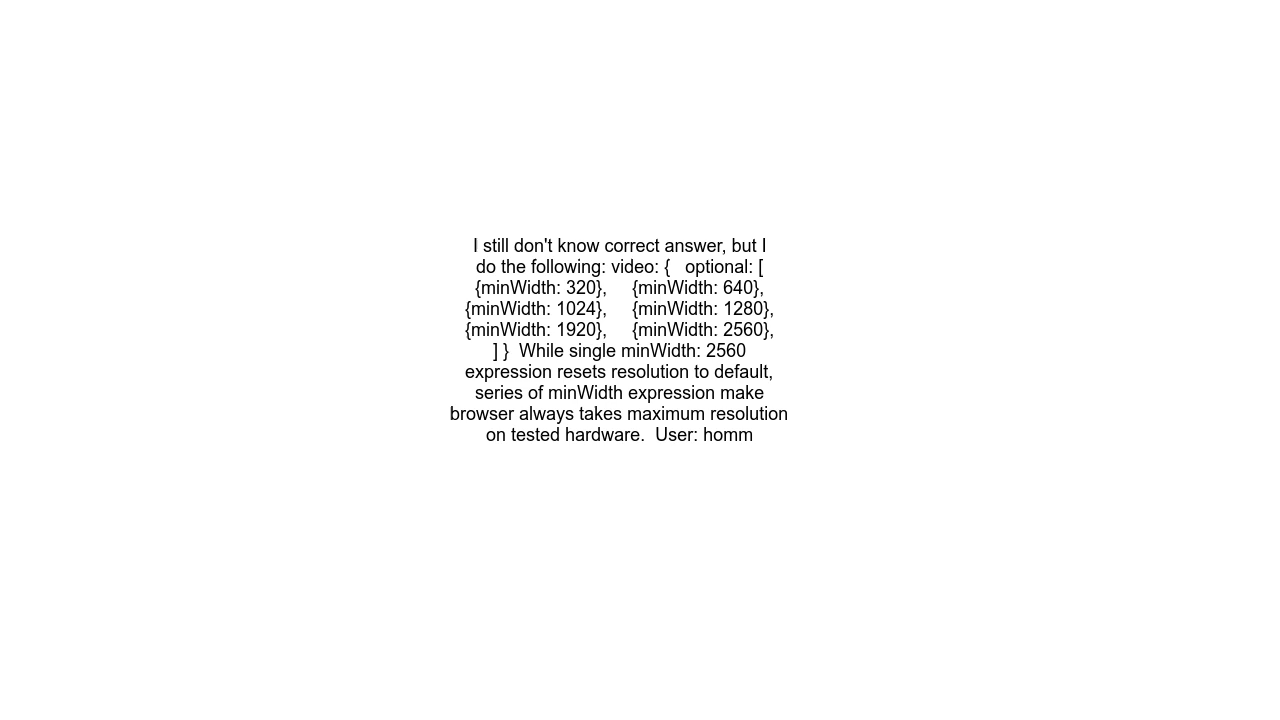 I still don't know correct answer, but I
do the following: video: {   optional: [
{minWidth: 320},     {minWidth: 640},
{minWidth: 1024},     {minWidth: 1280},
{minWidth: 1920},     {minWidth: 2560},
] }  While single minWidth: 2560
expression resets resolution to default,
series of minWidth expression make
browser always takes maximum resolution
on tested hardware.  User: homm